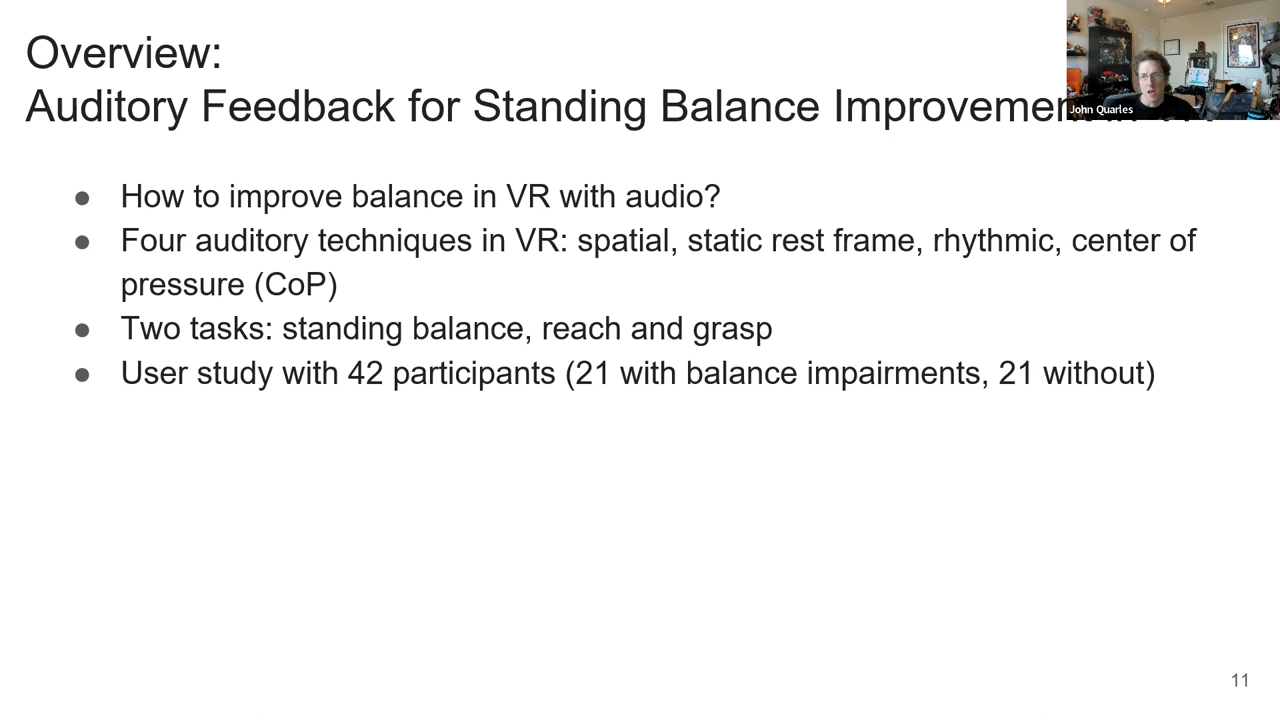 Overview:
Auditory Feedback for Standing Balance Improvement
John Quarles
● How to improve balance in VR with audio?
● Four auditory techniques in VR: spatial, static rest frame, rhythmic, center of
pressure (CoP)
● Two tasks: standing balance, reach and grasp
● User study with 42 participants (21 with balance impairments, 21 without)
11